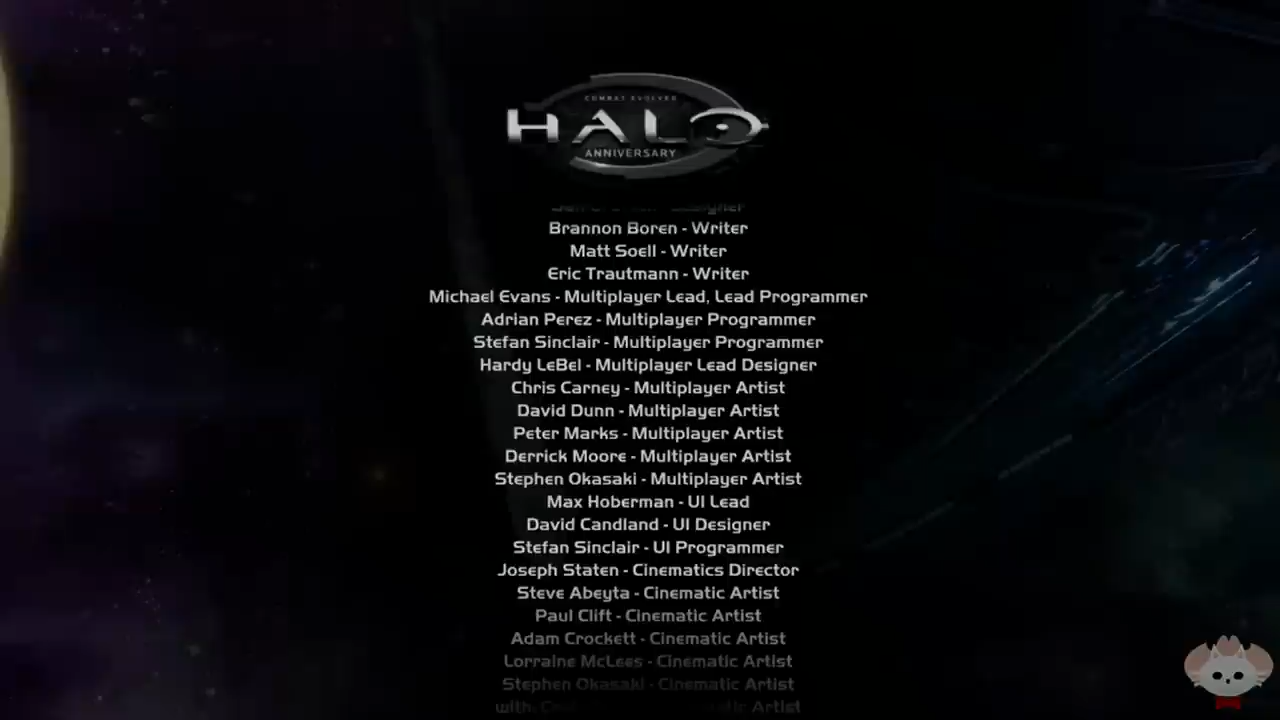 COMBAT EVOLVED
HALO
ANNIVERSARY
Designer
Brannon Boren - Writer
Matt Soell - Writer
Eric Trautmann - Writer
Michael Evans - Multiplayer Lead, Lead Programmer
Adrian Perez - Multiplayer Programmer
Stefan Sinclair - Multiplayer Programmer
Hardy LeBel - Multiplayer Lead Designer
Chris Carney - Multiplayer Artist
David Dunn - Multiplayer Artist
Peter Marks - Multiplayer Artist
Derrick Moore - Multiplayer Artist
Stephen Okasaki - Multiplayer Artist
Max Hoberman - UI Lead
David Candland - UI Designer
Stefan Sinclair - UI Programmer
Joseph Staten - Cinematics Director
Steve Abeyta - Cinematic Artist
Paul Clift - Cinematic Artist
Adam Crockett - Cinematic Artist
Lorraine McLees - Cinematic Artist
Stephen Okasaki - Cinematic Artist
with Cinematic Artist